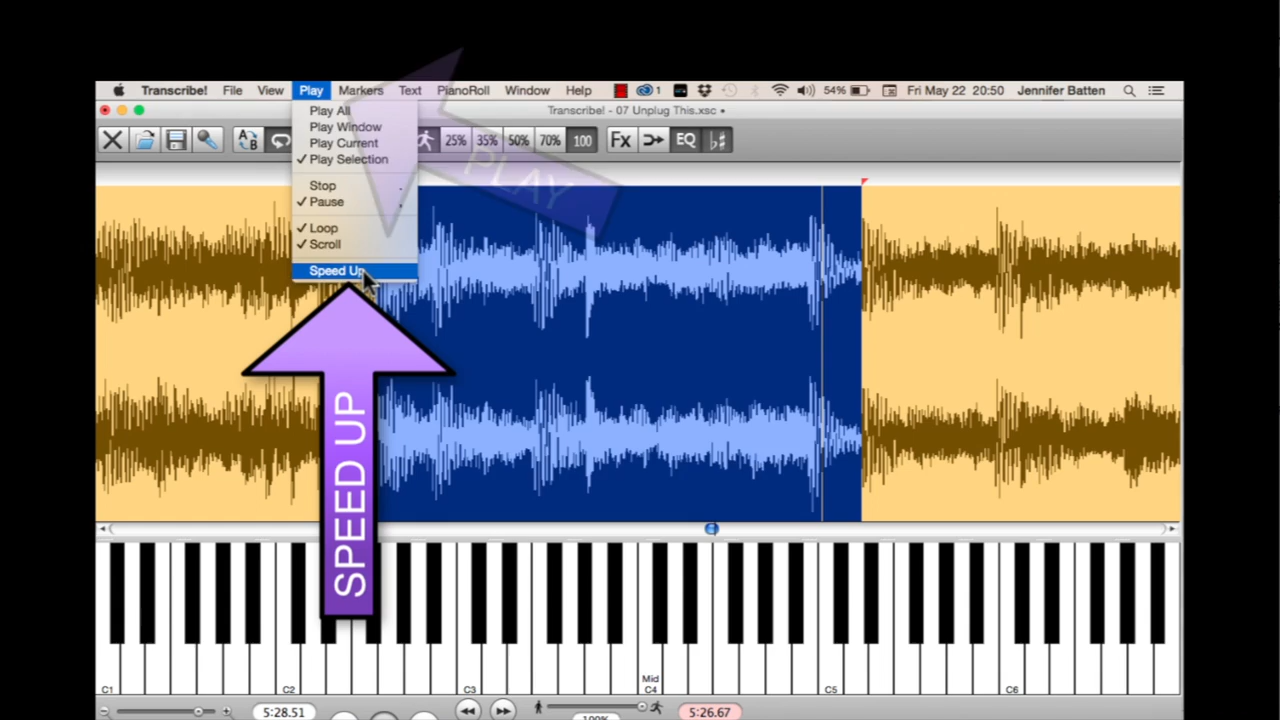 Transcribe! File View Play Markers Text PianoRoll Window Help 1 54% Fri May 22 20:50 Jennifer Batten
Transcribe! - 07 Unplug This.xsc •
A B 25% 35% 50% 70% 100 Fx EQ ♭♯
Play All
Play Window
Play Current
✓ Play Selection
Stop .
✓ Pause
✓ Loop
✓ Scroll
Speed Up
PLAY
SPEED UP
Mid
C1 C2 C3 C4 C5 C6
5:28.51 100% 5:26.67